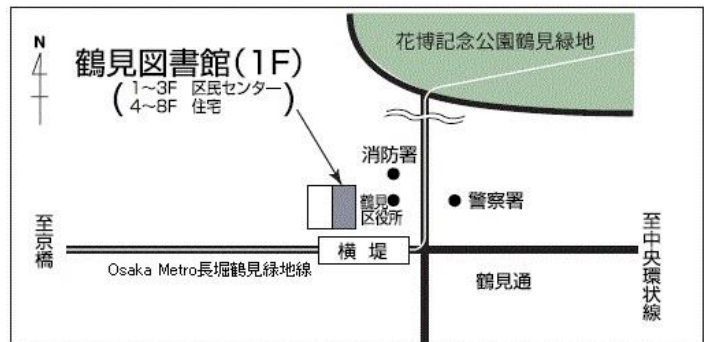 N
鶴見図書館(1F)
(1〜3F 区民センター
4〜8F 住宅)
花博記念公園鶴見緑地
消防署
鶴見
区役所
警察署
至京橋
横堤
至中央環状線
Osaka Metro長堀鶴見緑地線
鶴見通